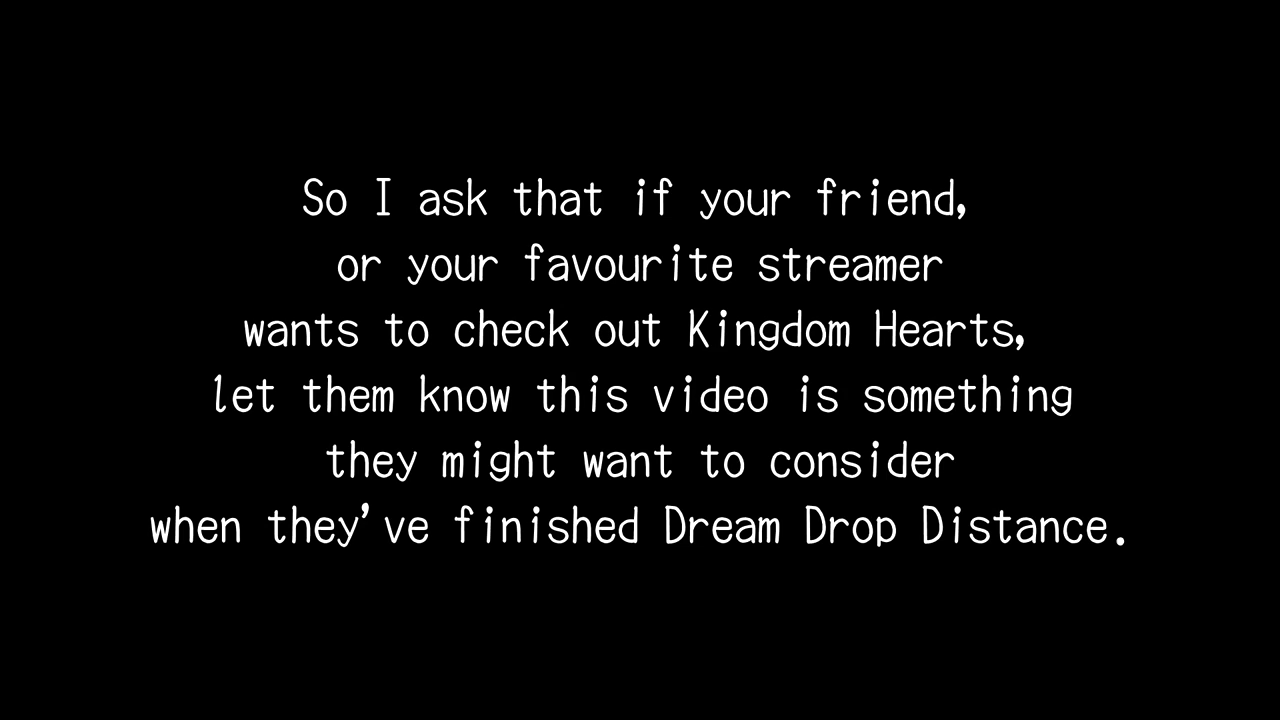 So I ask that if your friend,
or your favourite streamer
wants to check out Kingdom Hearts,
let them know this video is something
they might want to consider
when they've finished Dream Drop Distance.